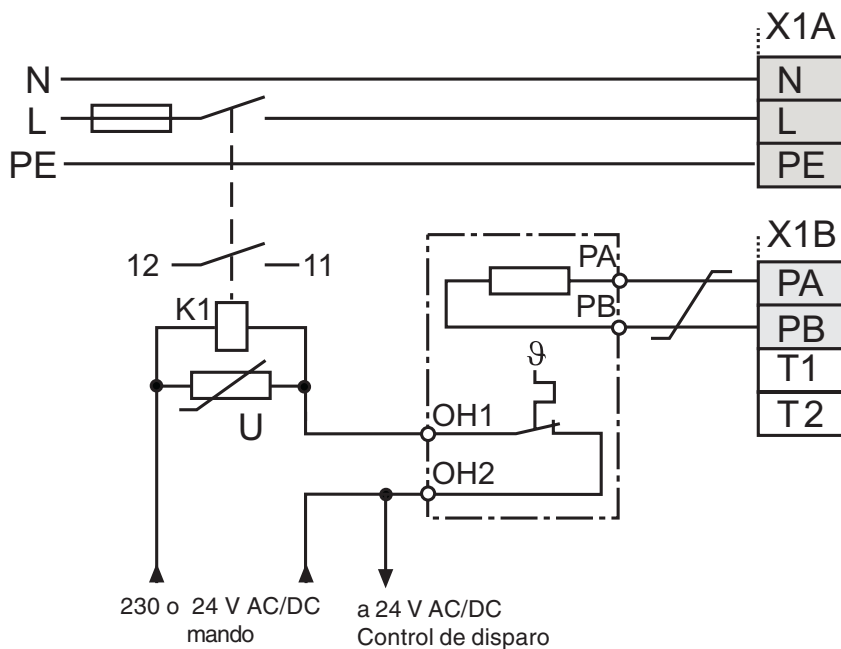 X1A
N
N
L
L
PE
PE
X1B
12
11
PA
PA
K1
PB
PB
ϑ
T1
U
OH1
T2
OH2
230 o 24 V AC/DC
mando
a 24 V AC/DC
Control de disparo